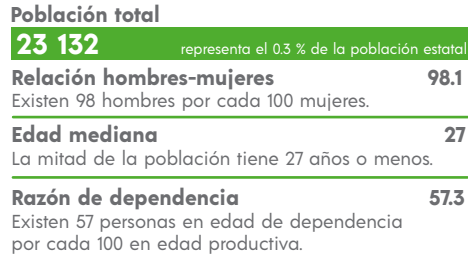 Población total
23 132 representa el 0.3 % de la población estatal
Relación hombres-mujeres 98.1
Existen 98 hombres por cada 100 mujeres.
Edad mediana 27
La mitad de la población tiene 27 años o menos.
Razón de dependencia 57.3
Existen 57 personas en edad de dependencia
por cada 100 en edad productiva.